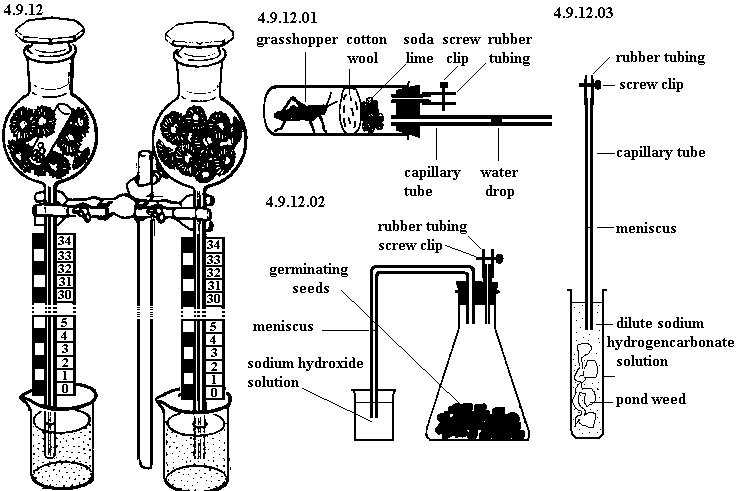 4.9.12
34
33
32
31
30
5
4
3
2
1
0
34
33
32
31
30
5
4
3
2
1
0
4.9.12.01
grasshopper
cotton
wool
soda
lime
screw
clip
rubber
tubing
capillary
tube
water
drop
4.9.12.02
rubber tubing
screw clip
germinating
seeds
meniscus
sodium hydroxide
solution
4.9.12.03
rubber tubing
screw clip
capillary tube
meniscus
dilute sodium
hydrogencarbonate
solution
pond weed